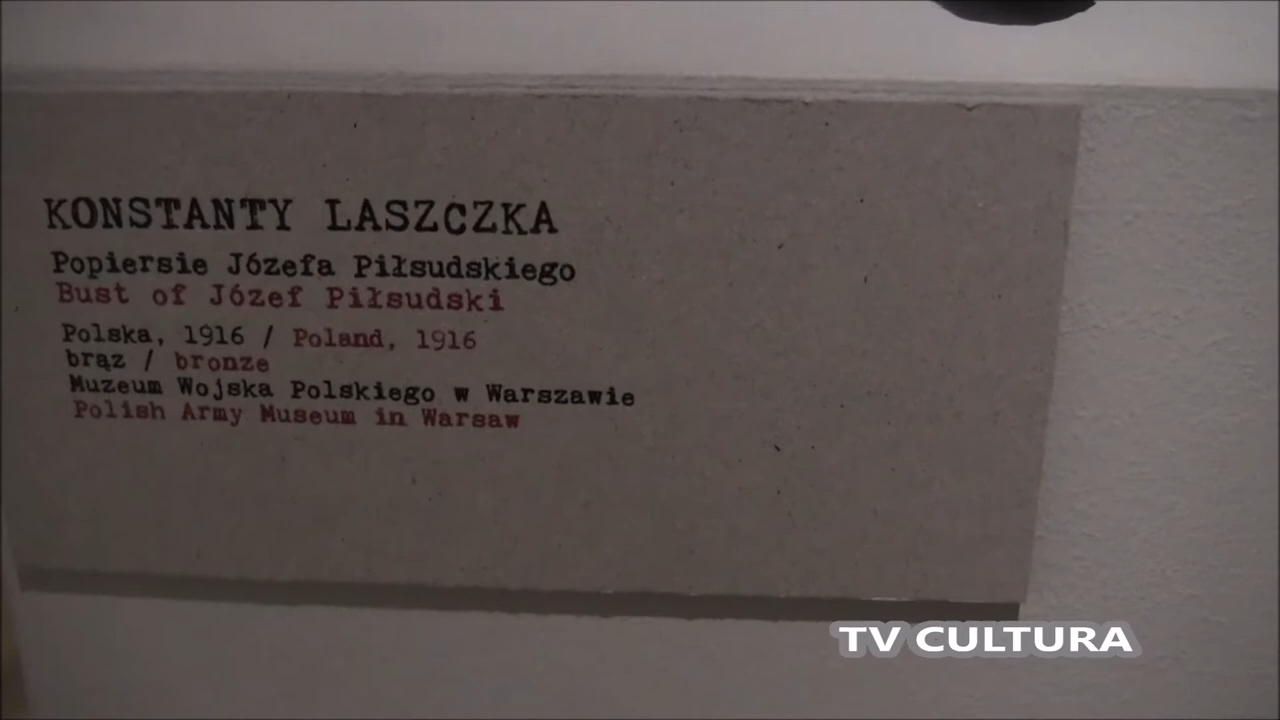 KONSTANTY LASZCZKA
Popiersie Józefa Piłsudskiego
Bust of Józef Piłsudski
Polska, 1916 / Poland, 1916
brąz / bronze
Muzeum Wojska Polskiego w Warszawie
Polish Army Museum in Warsaw
TV CULTURA